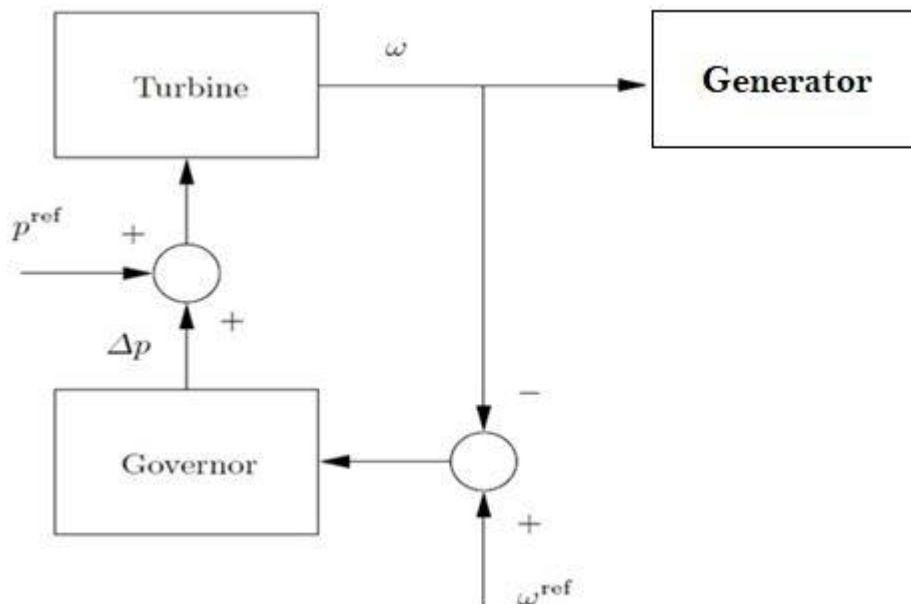 ω
Turbine
Generator
p^ref
+
+
Δp
−
Governor
+
ω^ref